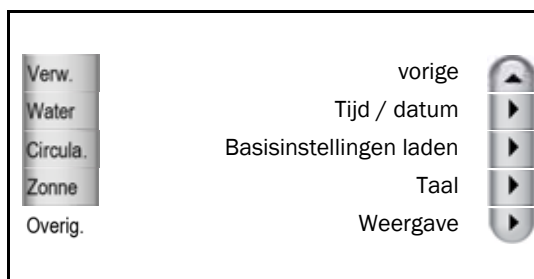 Verw. vorige
Water Tijd / datum
Circula. Basisinstellingen laden
Zonne Taal
Overig. Weergave